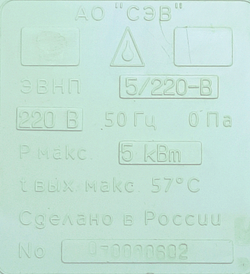 АО "СЭВ"
ЭВНП 5/220-В
220 В 50 Гц 0 Па
P макс. 5 кВт
t вых. макс. 57°С
Сделано в России
No